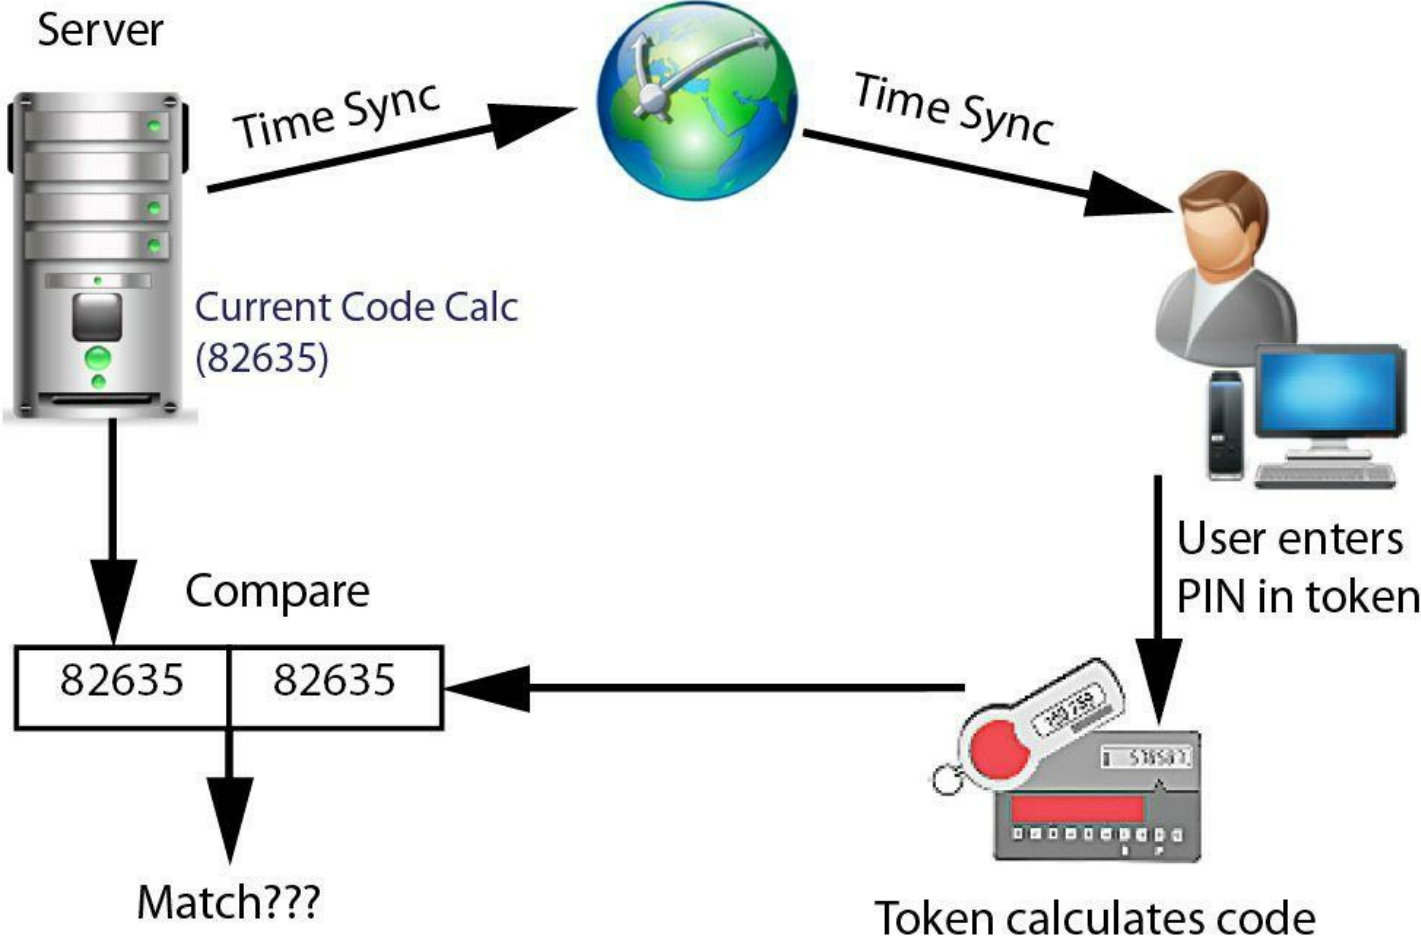 Server
Time Sync
Time Sync
Current Code Calc
(82635)
User enters
PIN in token
Compare
82635
82635
Match???
Token calculates code